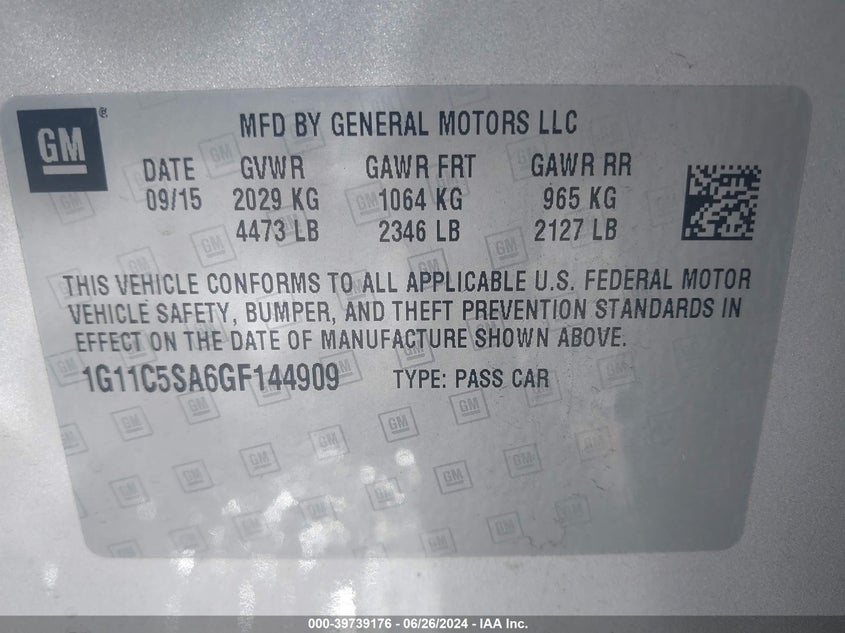 GM
MFD BY GENERAL MOTORS LLC
DATE GVWR GAWR FRT GAWR RR
09/15 2029 KG 1064 KG 965 KG
4473 LB 2346 LB 2127 LB
THIS VEHICLE CONFORMS TO ALL APPLICABLE U.S. FEDERAL MOTOR
VEHICLE SAFETY, BUMPER, AND THEFT PREVENTION STANDARDS IN
EFFECT ON THE DATE OF MANUFACTURE SHOWN ABOVE.
1G11C5SA6GF144909 TYPE: PASS CAR
000-39739176 / 06/26/2024 - IAA Inc.